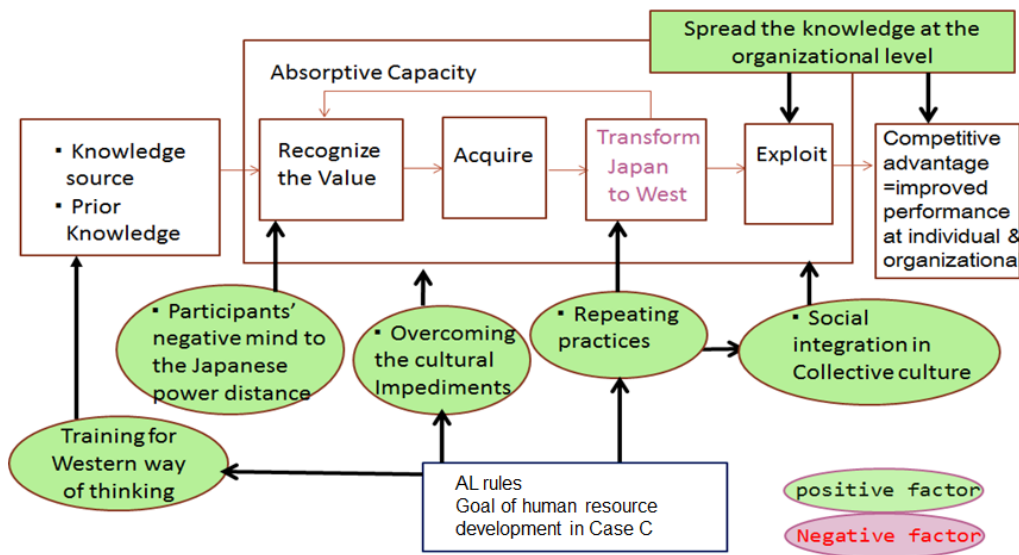 Spread the knowledge at the
organizational level
Absorptive Capacity
▪ Knowledge
source
▪ Prior
Knowledge
Recognize
the Value
Acquire
Transform
Japan
to West
Exploit
Competitive
advantage
=improved
performance
at individual &
organizational
▪ Participants’
negative mind to
the Japanese
power distance
▪ Overcoming
the cultural
Impediments
▪ Repeating
practices
▪ Social
integration in
Collective culture
Training for
Western way
of thinking
AL rules
Goal of human resource
development in Case C
positive factor
Negative factor